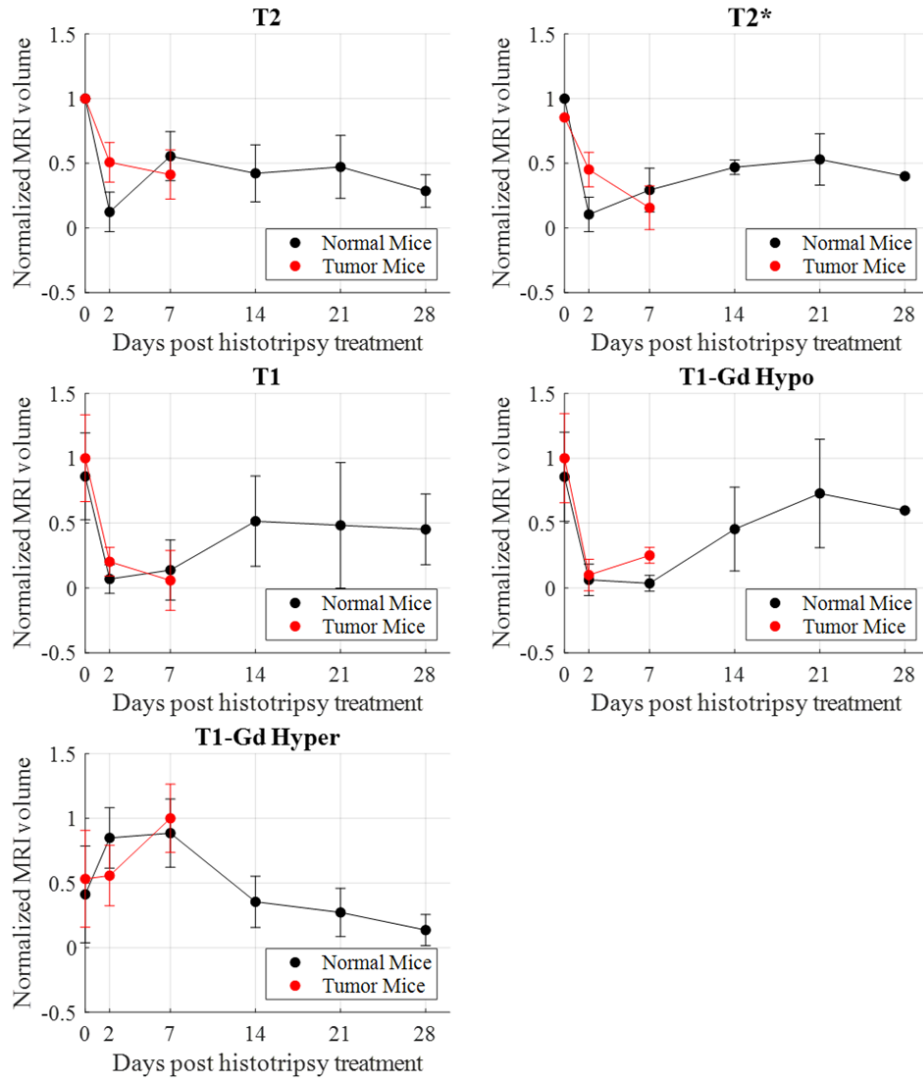 T2
Normalized MRI volume
1.5
1
0.5
0
-0.5
0 2 7 14 21 28
Days post histotripsy treatment
Normal Mice
Tumor Mice
T2*
Normalized MRI volume
1.5
1
0.5
0
-0.5
0 2 7 14 21 28
Days post histotripsy treatment
Normal Mice
Tumor Mice
T1
Normalized MRI volume
1.5
1
0.5
0
-0.5
0 2 7 14 21 28
Days post histotripsy treatment
Normal Mice
Tumor Mice
T1-Gd Hypo
Normalized MRI volume
1.5
1
0.5
0
-0.5
0 2 7 14 21 28
Days post histotripsy treatment
Normal Mice
Tumor Mice
T1-Gd Hyper
Normalized MRI volume
1.5
1
0.5
0
-0.5
0 2 7 14 21 28
Days post histotripsy treatment
Normal Mice
Tumor Mice